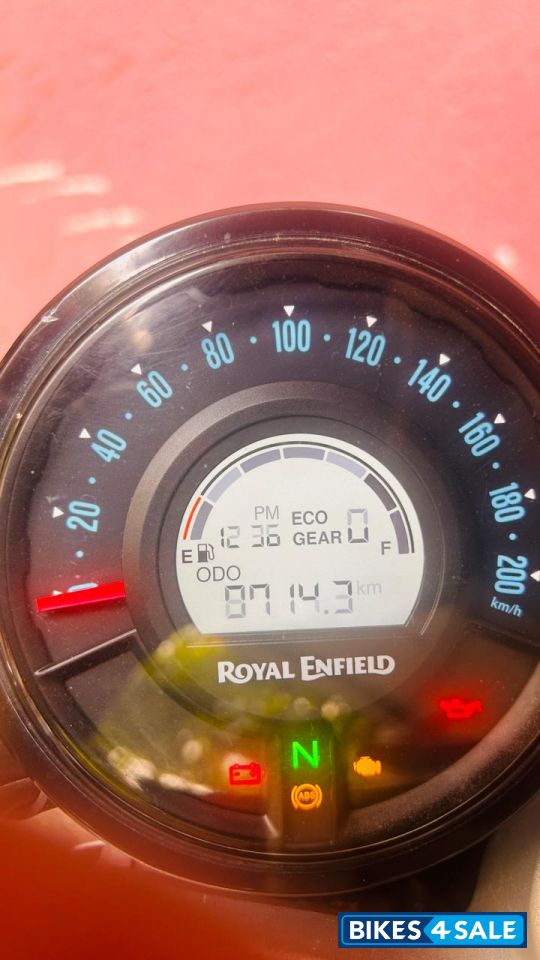 0 20 40 60 80 100 120 140 160 180 200
km/h
PM
12 36 ECO
GEAR 0
E F
ODO
8714.3 km
ROYAL ENFIELD
N
ABS
BIKES4SALE